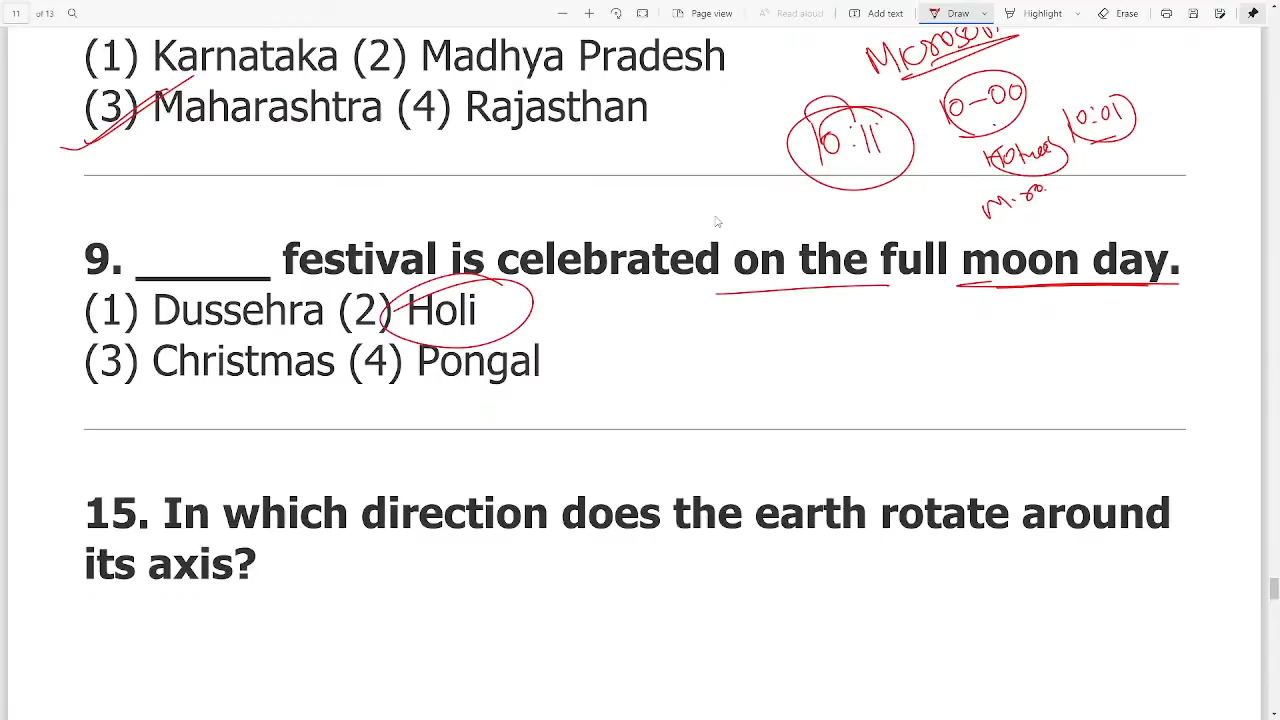 11 of 13 Page view Read aloud Add text Draw Highlight Erase
(1) Karnataka (2) Madhya Pradesh
(3) Maharashtra (4) Rajasthan
10-00
10:01
10:11
9. ______ festival is celebrated on the full moon day.
(1) Dussehra (2) Holi
(3) Christmas (4) Pongal
15. In which direction does the earth rotate around
its axis?